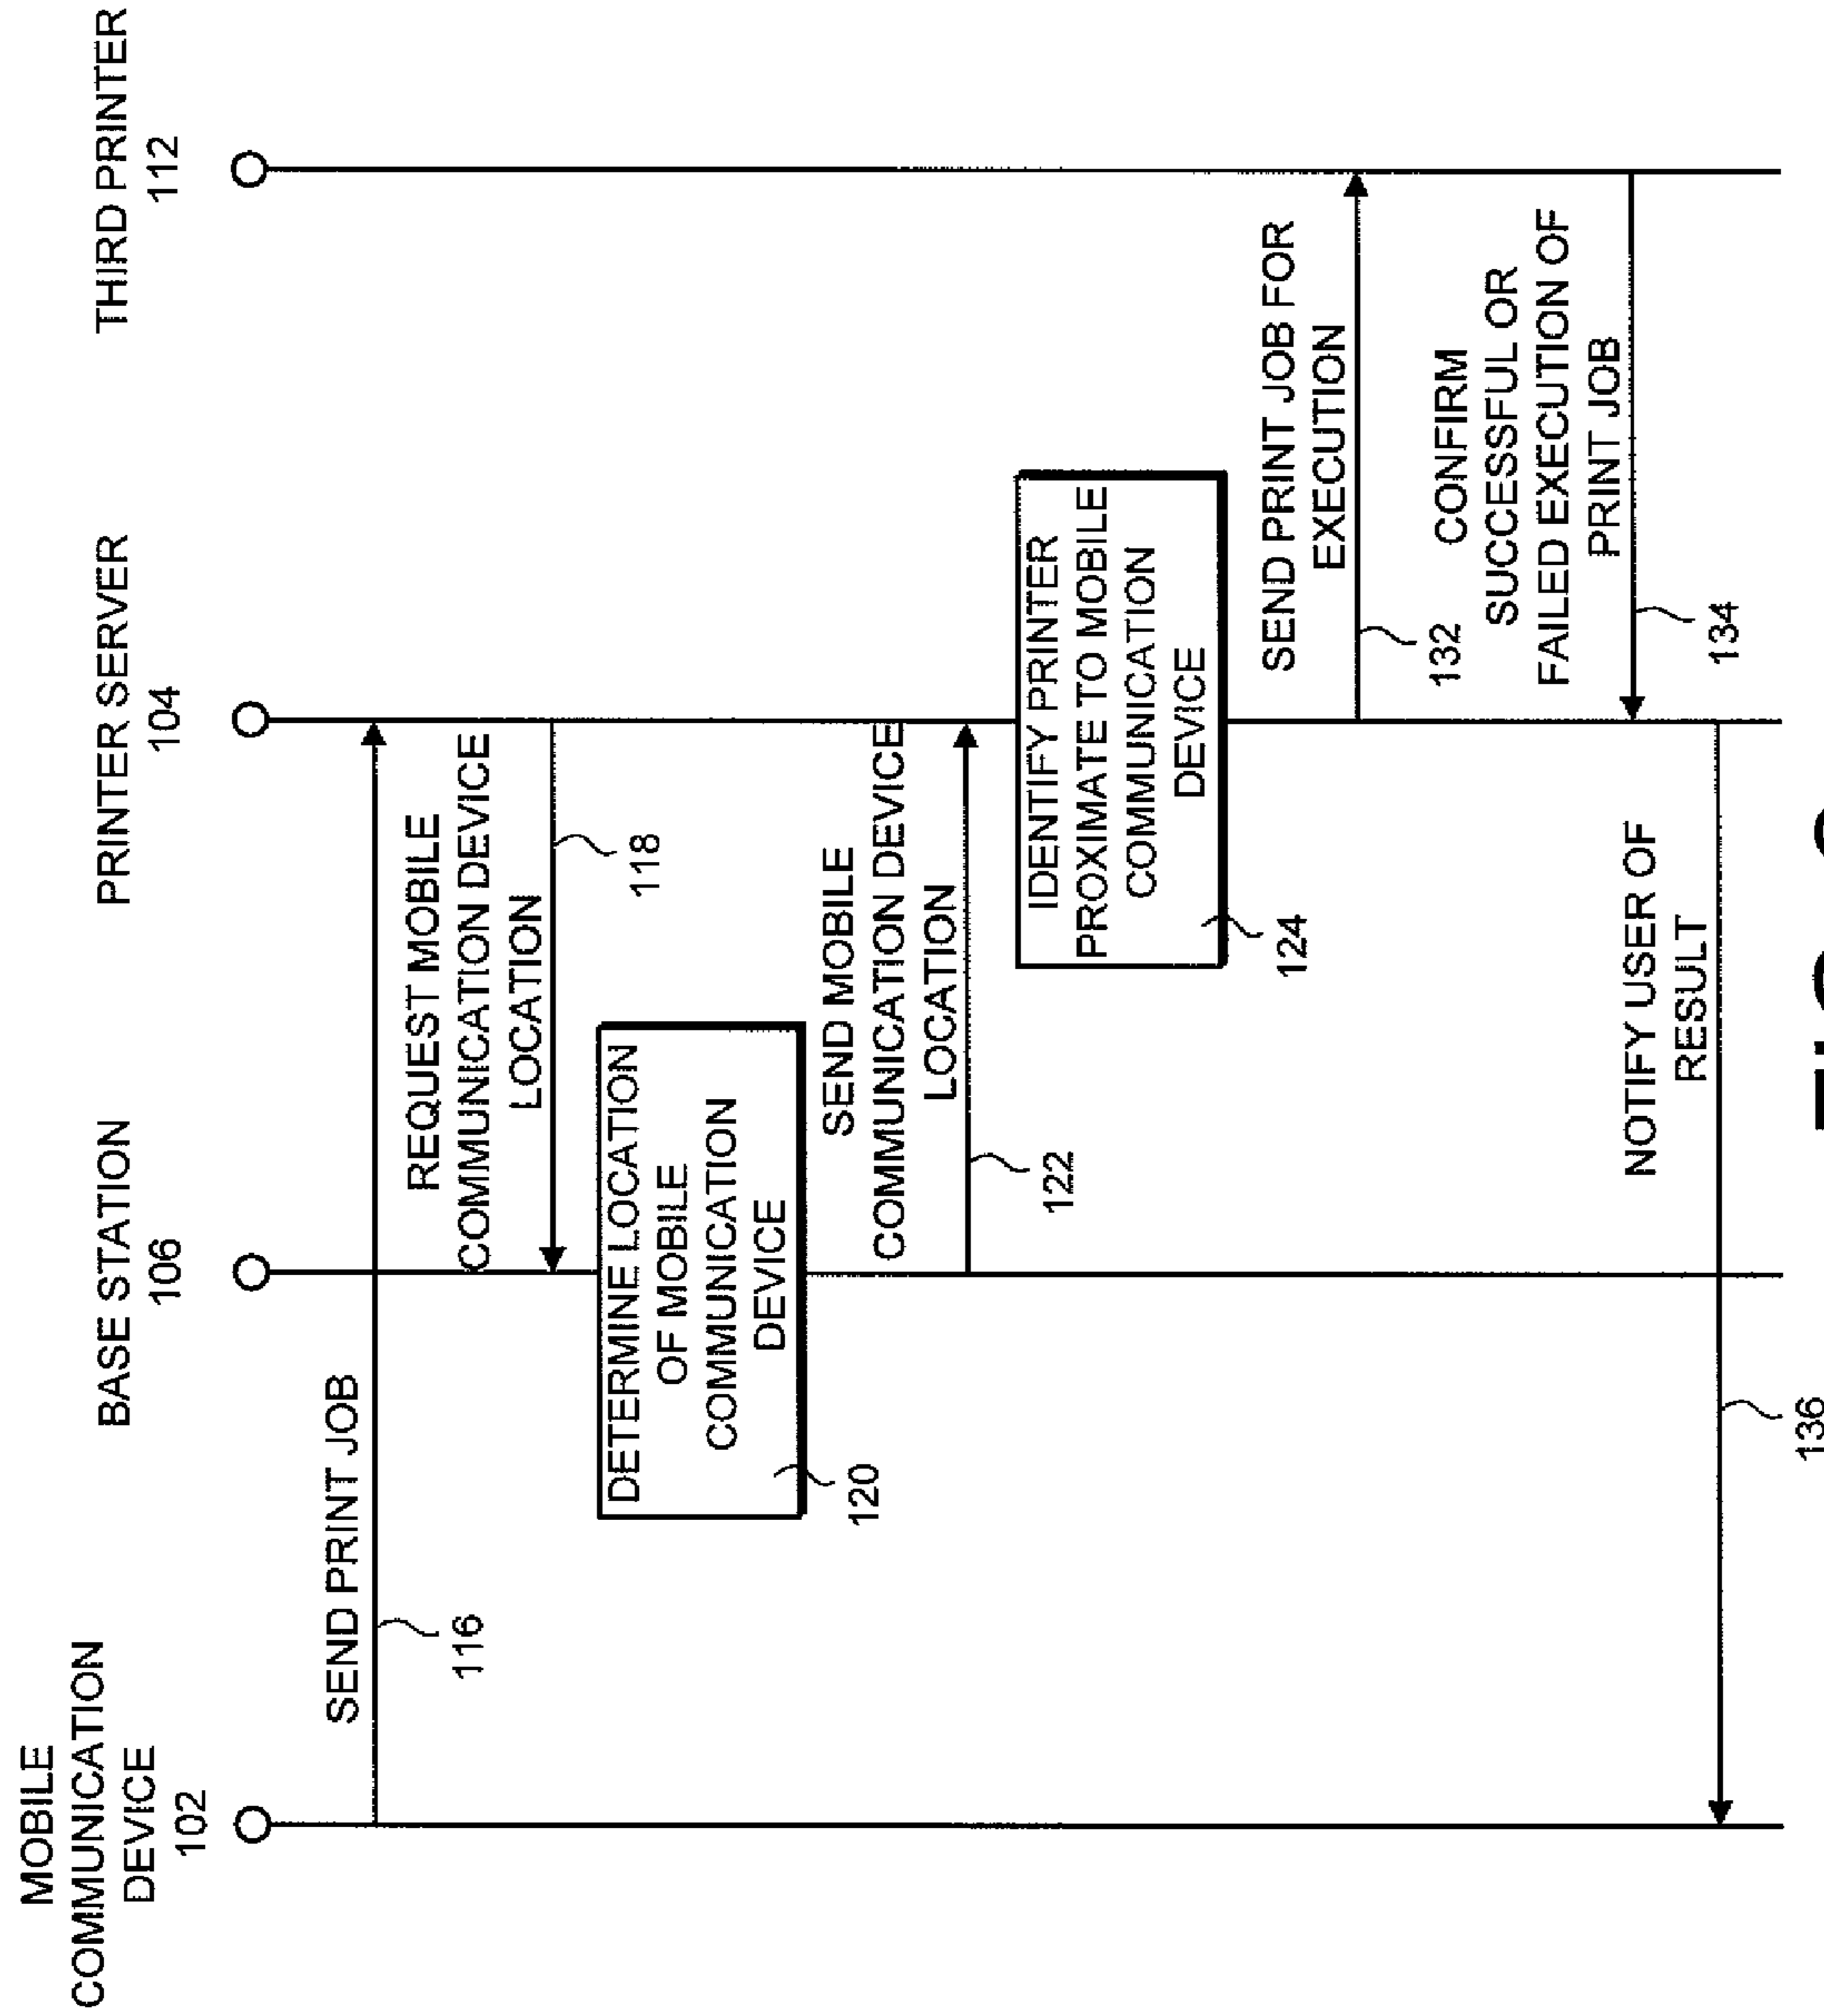 MOBILE
COMMUNICATION
DEVICE
102
BASE STATION
106
PRINTER SERVER
104
THIRD PRINTER
112
SEND PRINT JOB
116
REQUEST MOBILE
COMMUNICATION DEVICE
LOCATION
118
DETERMINE LOCATION
OF MOBILE
COMMUNICATION
DEVICE
120
SEND MOBILE
COMMUNICATION DEVICE
LOCATION
122
IDENTIFY PRINTER
PROXIMATE TO MOBILE
COMMUNICATION
DEVICE
124
SEND PRINT JOB FOR
EXECUTION
132
CONFIRM
SUCCESSFUL OR
FAILED EXECUTION OF
PRINT JOB
134
NOTIFY USER OF
RESULT
136